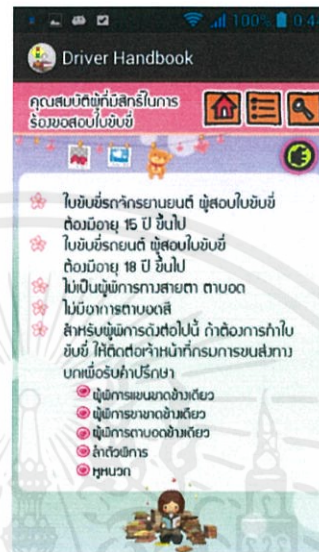 100% 9:4
Driver Handbook
คุณสมบัติผู้ที่มีสิทธิ์ในการ
ร้องขอสอบใบขับขี่
ใบขับขี่รถจักรยานยนต์ ผู้สอบใบขับขี่
ต้องมีอายุ 15 ปี ขึ้นไป
ใบขับขี่รถยนต์ ผู้สอบใบขับขี่
ต้องมีอายุ 18 ปี ขึ้นไป
ไม่เป็นผู้พิการทางสายตา ตาบอด
ไม่มีอาการตาบอดสี
สำหรับผู้พิการดังต่อไปนี้ ถ้าต้องการทำใบ
ขับขี่ ให้ติดต่อเจ้าหน้าที่กรมการขนส่งทาง
บกเพื่อรับคำปรึกษา
ผู้พิการแขนขาดข้างเดียว
ผู้พิการขาขาดข้างเดียว
ผู้พิการตาบอดข้างเดียว
ลำตัวพิการ
หูหนวก